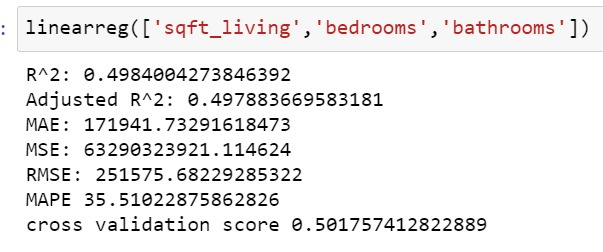 : linearreg(['sqft_living','bedrooms','bathrooms'])
R^2: 0.4984004273846392
Adjusted R^2: 0.497883669583181
MAE: 171941.73291618473
MSE: 63290323921.114624
RMSE: 251575.68229285322
MAPE 35.51022875862826
cross validation score 0.501757412822889